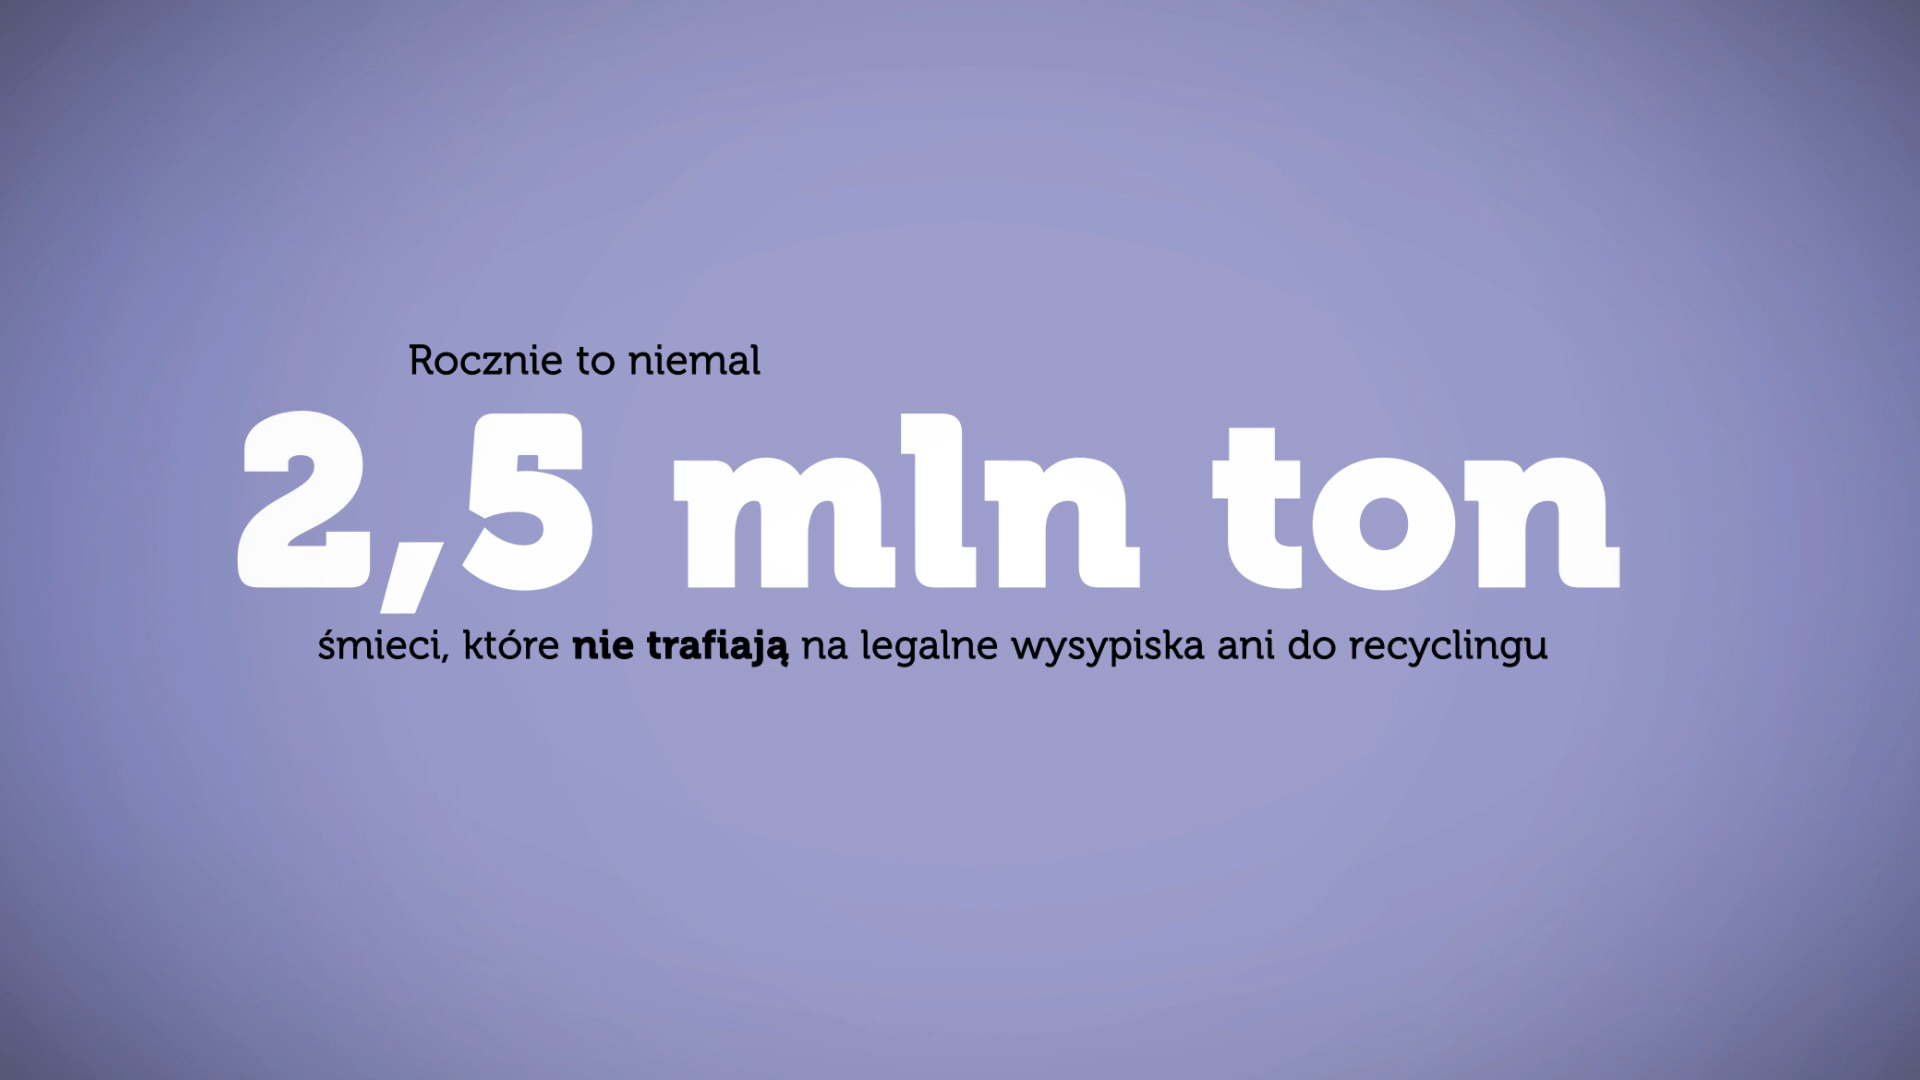 Rocznie to niemal
2,5 mln ton
śmieci, które nie trafiają na legalne wysypiska ani do recyclingu